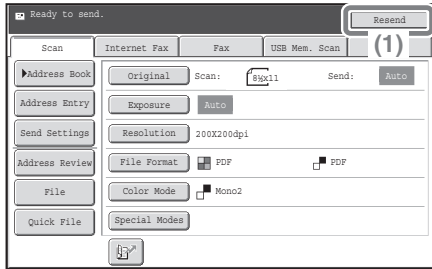 Ready to send.
Resend
(1)
Scan Internet Fax Fax USB Mem. Scan
Address Book
Original Scan: 8½x11 Send: Auto
Address Entry
Exposure Auto
Send Settings
Resolution 200X200dpi
Address Review
File Format PDF PDF
File
Color Mode Mono2
Quick File
Special Modes